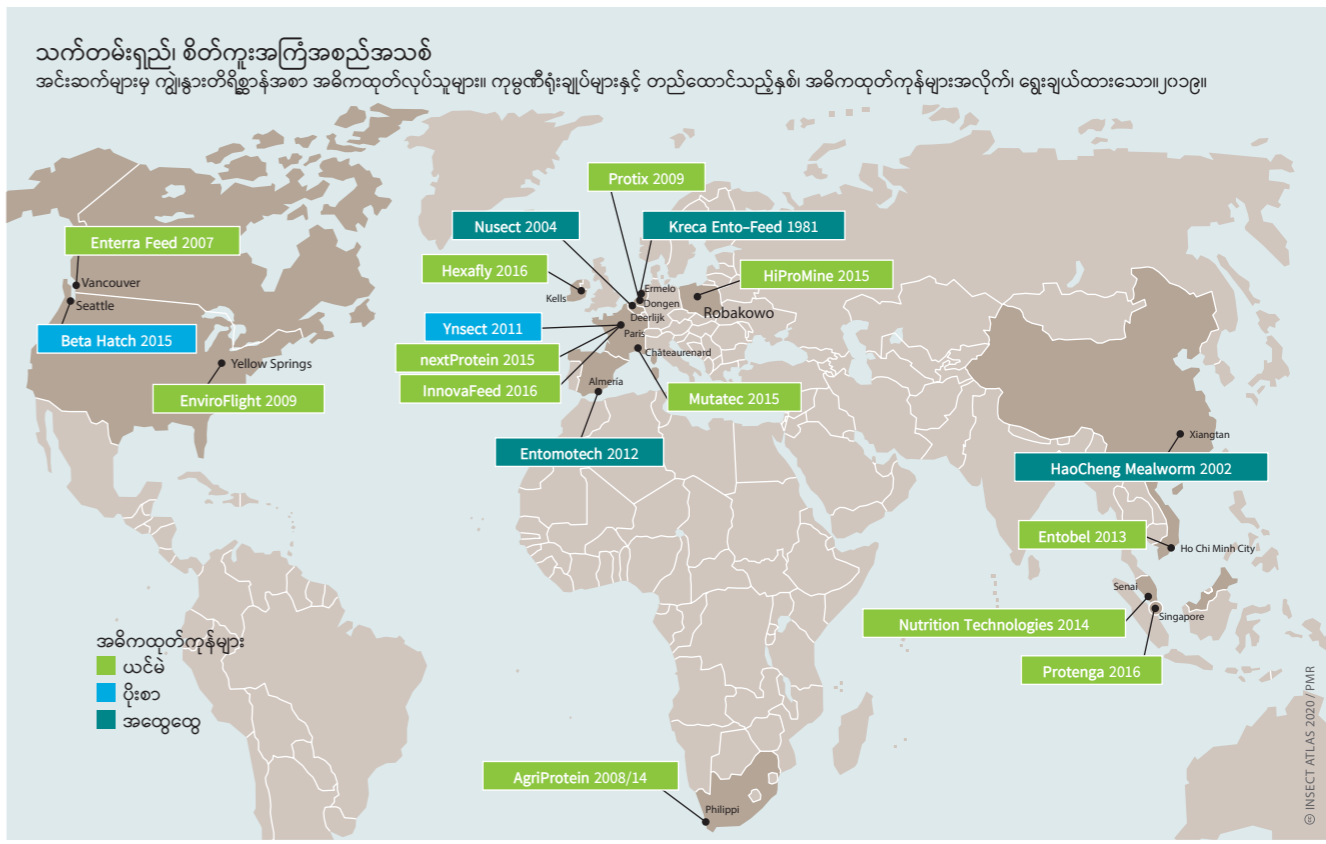 သက်တမ်းရှည်၊ စိတ်ကူးအကြံအစည်အသစ်
အင်းဆက်များမှ ကျွဲ၊နွားတိရိစ္ဆာန်အစာ အဓိကထုတ်လုပ်သူများ။ ကုမ္ပဏီရုံးချုပ်များနှင့် တည်ထောင်သည့်နှစ်၊ အဓိကထုတ်ကုန်များအလိုက်၊ ရွေးချယ်ထားသော။၂၀၁၉။
Protix 2009
Nusect 2004
Kreca Ento-Feed 1981
Enterra Feed 2007
Hexafly 2016
HiProMine 2015
Vancouver
Kells
Ermelo
Dongen
Seattle
Deerlijk
Robakowo
Beta Hatch 2015
Ynsect 2011
Paris
nextProtein 2015
Châteaurenard
Yellow Springs
InnovaFeed 2016
Almería
EnviroFlight 2009
Mutatec 2015
Xiangtan
Entomotech 2012
HaoCheng Mealworm 2002
Entobel 2013
Ho Chi Minh City
Senai
Singapore
Nutrition Technologies 2014
Protenga 2016
အဓိကထုတ်ကုန်များ
ယင်မဲ
ပိုးစာ
အထွေထွေ
AgriProtein 2008/14
Philippi
© INSECT ATLAS 2020 / PMR